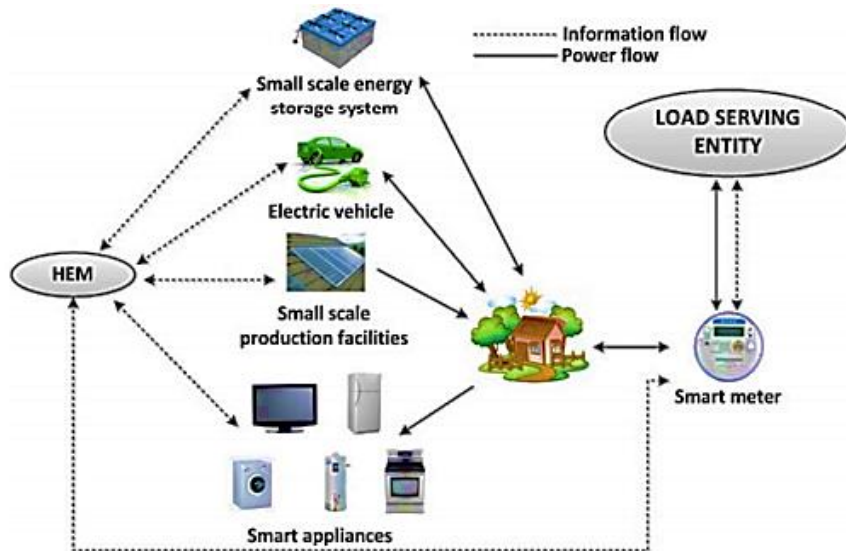 Information flow
Power flow
Small scale energy
storage system
LOAD SERVING
ENTITY
Electric vehicle
HEM
Small scale
production facilities
Smart meter
Smart appliances